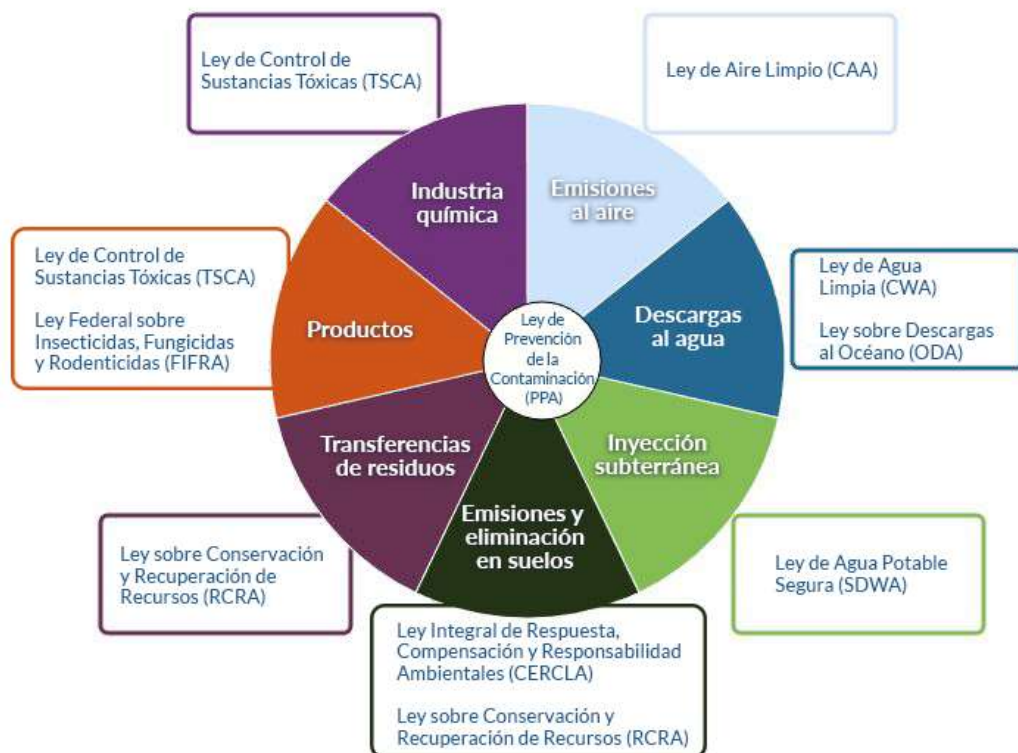 Ley de Control de
Sustancias Tóxicas (TSCA)
Ley de Aire Limpio (CAA)
Industria
química
Emisiones
al aire
Ley de Control de
Sustancias Tóxicas (TSCA)
Ley Federal sobre
Insecticidas, Fungicidas
y Rodenticidas (FIFRA)
Productos
Ley de
Prevención
de la
Contaminación
(PPA)
Descargas
al agua
Ley de Agua
Limpia (CWA)
Ley sobre Descargas
al Océano (ODA)
Transferencias
de residuos
Inyección
subterránea
Emisiones y
eliminación
en suelos
Ley sobre Conservación
y Recuperación de
Recursos (RCRA)
Ley de Agua Potable
Segura (SDWA)
Ley Integral de Respuesta,
Compensación y Responsabilidad
Ambientales (CERCLA)
Ley sobre Conservación y
Recuperación de Recursos (RCRA)